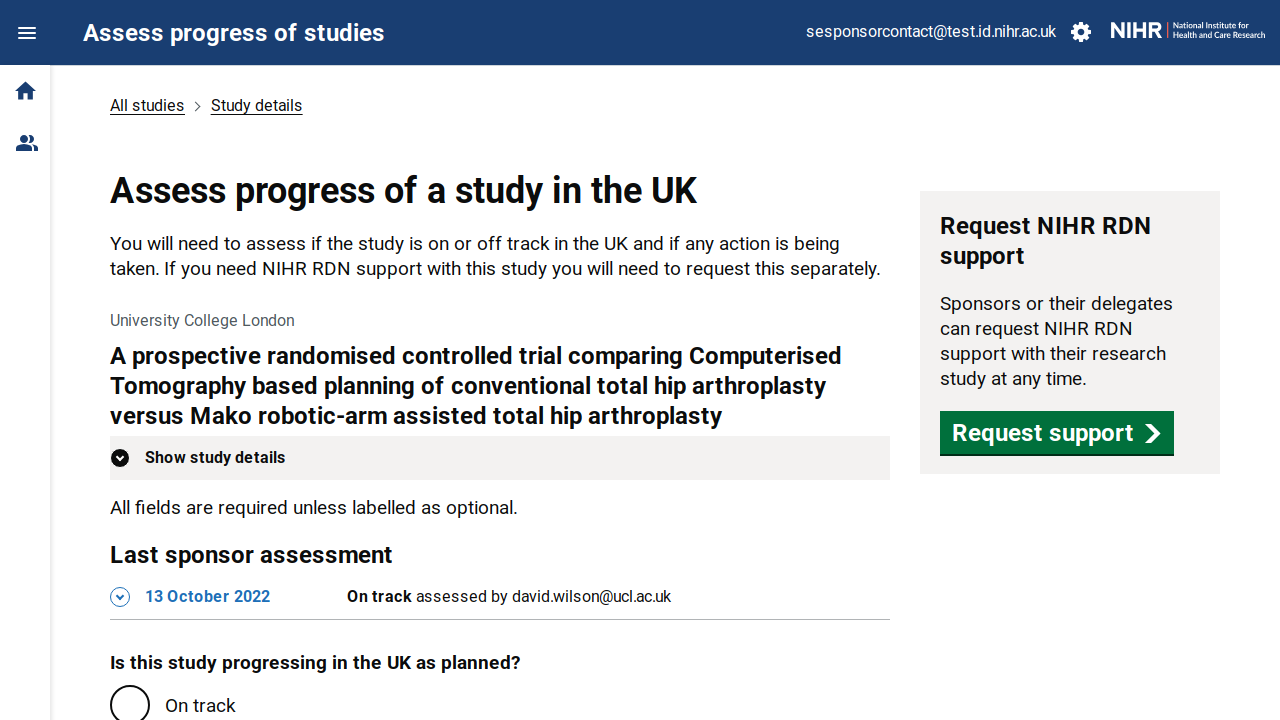 Assess progress of studies
sesponsorcontact@test.id.nihr.ac.uk
NIHR
National Institute for
Health and Care Research
All studies
Study details
Assess progress of a study in the UK
You will need to assess if the study is on or off track in the UK and if any action is being
taken. If you need NIHR RDN support with this study you will need to request this separately.
University College London
A prospective randomised controlled trial comparing Computerised
Tomography based planning of conventional total hip arthroplasty
versus Mako robotic-arm assisted total hip arthroplasty
Show study details
All fields are required unless labelled as optional.
Last sponsor assessment
13 October 2022
On track assessed by david.wilson@ucl.ac.uk
Is this study progressing in the UK as planned?
On track
Request NIHR RDN
support
Sponsors or their delegates
can request NIHR RDN
support with their research
study at any time.
Request support